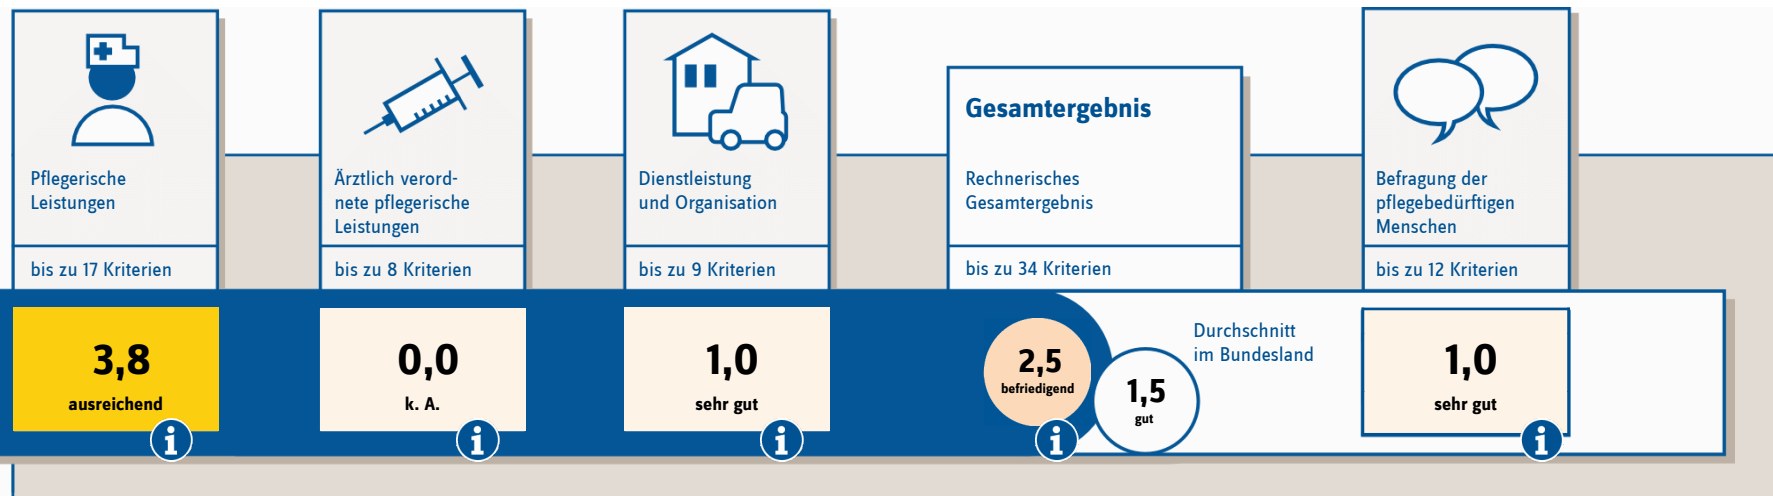 Pflegerische
Leistungen
bis zu 17 Kriterien
3,8
ausreichend
i
Ärztlich verord-
nete pflegerische
Leistungen
bis zu 8 Kriterien
0,0
k. A.
i
Dienstleistung
und Organisation
bis zu 9 Kriterien
1,0
sehr gut
i
Gesamtergebnis
Rechnerisches
Gesamtergebnis
bis zu 34 Kriterien
2,5
befriedigend
i
1,5
gut
Durchschnitt
im Bundesland
Befragung der
pflegebedürftigen
Menschen
bis zu 12 Kriterien
1,0
sehr gut
i